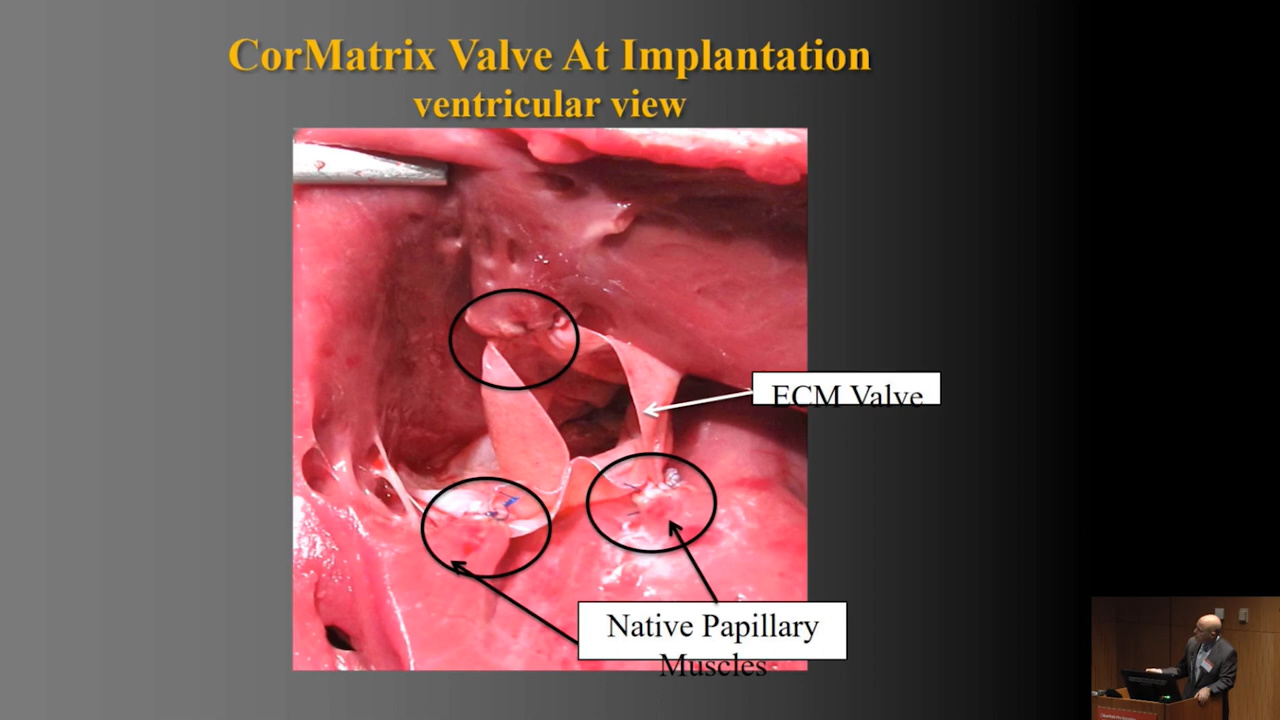 CorMatrix Valve At Implantation
ventricular view
ECM Valve
Native Papillary
Muscles